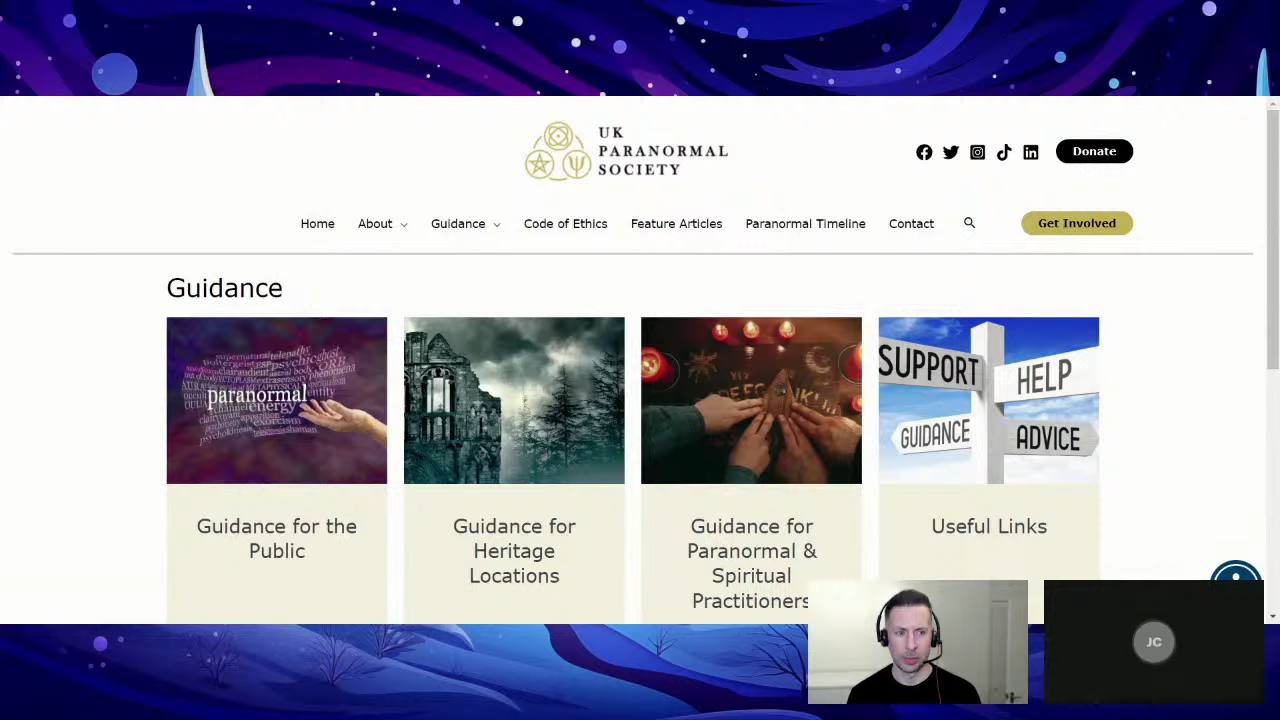 UK
PARANORMAL
SOCIETY
Donate
Home About Guidance Code of Ethics Feature Articles Paranormal Timeline Contact Get Involved
Guidance
paranormal
energy
exorcism
SUPPORT
HELP
GUIDANCE
ADVICE
Guidance for the
Public
Guidance for
Heritage
Locations
Guidance for
Paranormal &
Spiritual
Practitioners
Useful Links
JC